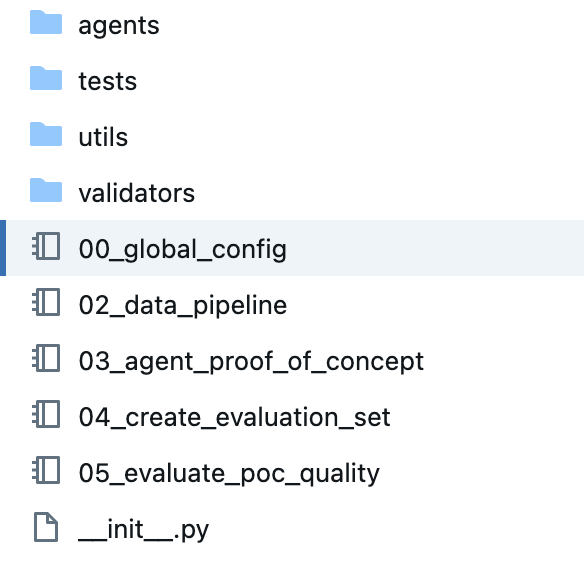 agents
tests
utils
validators
00_global_config
02_data_pipeline
03_agent_proof_of_concept
04_create_evaluation_set
05_evaluate_poc_quality
__init__.py